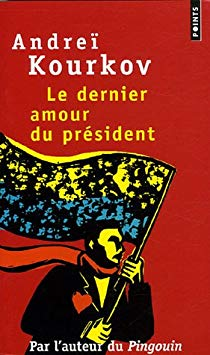 Andreï
Kourkov
POINTS
Le dernier
amour
du président
Par l'auteur du Pingouin